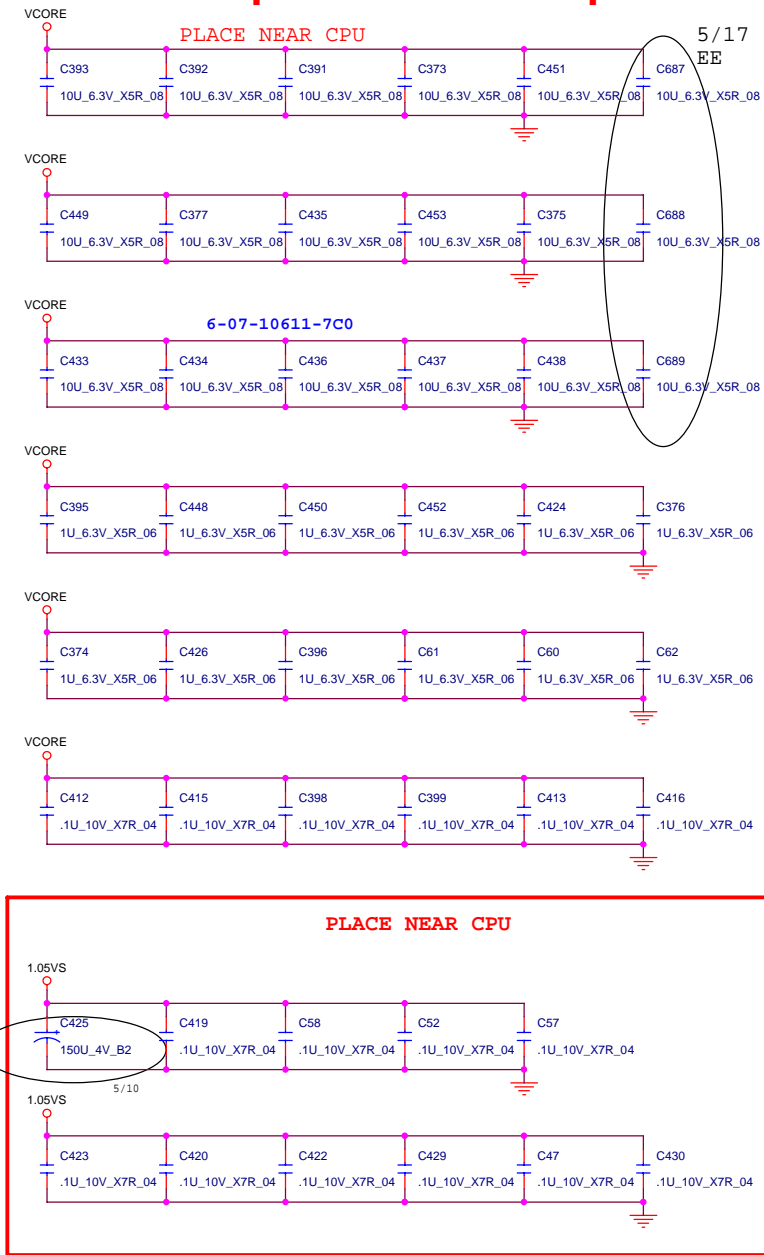 VCORE
PLACE NEAR CPU
5/17
EE
C393 C392 C391 C373 C451 C687
10U_6.3V_X5R_08 10U_6.3V_X5R_08 10U_6.3V_X5R_08 10U_6.3V_X5R_08 10U_6.3V_X5R_08 10U_6.3V_X5R_08
VCORE
C449 C377 C435 C453 C375 C688
10U_6.3V_X5R_08 10U_6.3V_X5R_08 10U_6.3V_X5R_08 10U_6.3V_X5R_08 10U_6.3V_X5R_08 10U_6.3V_X5R_08
VCORE
6-07-10611-7C0
C433 C434 C436 C437 C438 C689
10U_6.3V_X5R_08 10U_6.3V_X5R_08 10U_6.3V_X5R_08 10U_6.3V_X5R_08 10U_6.3V_X5R_08 10U_6.3V_X5R_08
VCORE
C395 C448 C450 C452 C424 C376
1U_6.3V_X5R_06 1U_6.3V_X5R_06 1U_6.3V_X5R_06 1U_6.3V_X5R_06 1U_6.3V_X5R_06 1U_6.3V_X5R_06
VCORE
C374 C426 C396 C61 C60 C62
1U_6.3V_X5R_06 1U_6.3V_X5R_06 1U_6.3V_X5R_06 1U_6.3V_X5R_06 1U_6.3V_X5R_06 1U_6.3V_X5R_06
VCORE
C412 C415 C398 C399 C413 C416
.1U_10V_X7R_04 .1U_10V_X7R_04 .1U_10V_X7R_04 .1U_10V_X7R_04 .1U_10V_X7R_04 .1U_10V_X7R_04
PLACE NEAR CPU
1.05VS
C425 C419 C58 C52 C57
150U_4V_B2 .1U_10V_X7R_04 .1U_10V_X7R_04 .1U_10V_X7R_04 .1U_10V_X7R_04
5/10
1.05VS
C423 C420 C422 C429 C47 C430
.1U_10V_X7R_04 .1U_10V_X7R_04 .1U_10V_X7R_04 .1U_10V_X7R_04 .1U_10V_X7R_04 .1U_10V_X7R_04